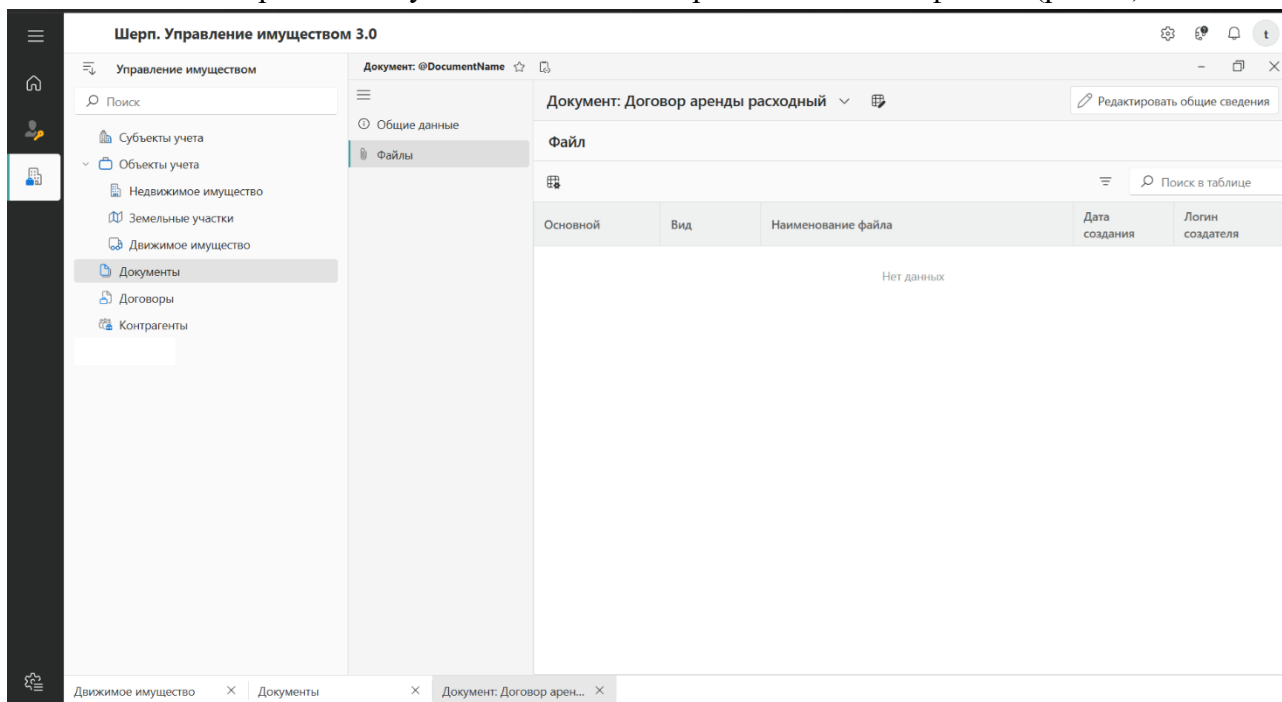 Шерп. Управление имуществом 3.0
t
Управление имуществом
Поиск
Субъекты учета
Объекты учета
Недвижимое имущество
Земельные участки
Движимое имущество
Документы
Договоры
Контрагенты
Документ: @DocumentName
Общие данные
Файлы
Документ: Договор аренды расходный
Редактировать общие сведения
Файл
Поиск в таблице
Основной
Вид
Наименование файла
Дата
создания
Логин
создателя
Нет данных
Движимое имущество
Документы
Документ: Договор арен...